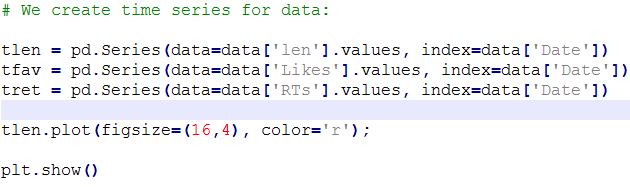 # We create time series for data:
tlen = pd.Series(data=data['len'].values, index=data['Date'])
tfav = pd.Series(data=data['Likes'].values, index=data['Date'])
tret = pd.Series(data=data['RTs'].values, index=data['Date'])
tlen.plot(figsize=(16,4), color='r');
plt.show()